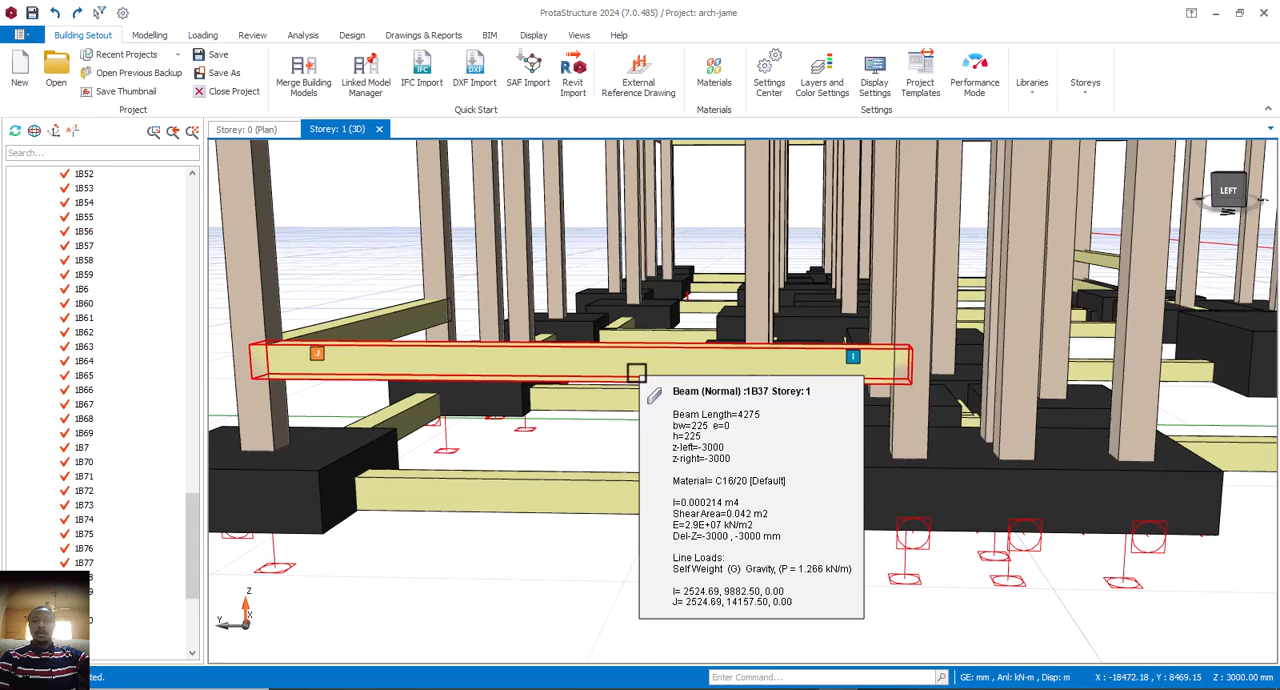 ProtaStructure 2024 (7.0.485) / Project: arch-jame
Building Setout
Modelling
Loading
Review
Analysis
Design
Drawings & Reports
BIM
Display
Views
Help
New
Open
Recent Projects
Open Previous Backup
Save Thumbnail
Save
Save As
Close Project
Merge Building
Models
Linked Model
Manager
IFC Import
DXF Import
SAF Import
Revit
Import
External
Reference Drawing
Materials
Settings
Center
Layers and
Color Settings
Display
Settings
Project
Templates
Performance
Mode
Libraries
Storeys
Project
Quick Start
Materials
Settings
Storey: 0 (Plan)
Storey: 1 (3D)
Search...
1B52
1B53
1B54
1B55
1B56
1B57
1B58
1B59
1B6
1B60
1B61
1B62
1B63
1B64
1B65
1B66
1B67
1B68
1B69
1B7
1B70
1B71
1B72
1B73
1B74
1B75
1B76
1B77
LEFT
J
I
Beam (Normal) :1B37 Storey: 1
Beam Length=4275
bw=225 e=0
h=225
z-left=-3000
z-right=-3000
Material= C16/20 [Default]
I=0.000214 m4
Shear Area=0.042 m2
E=2.9E+07 kN/m2
Del-Z=-3000 , -3000 mm
Line Loads:
Self Weight (G) Gravity, (P = 1.266 kN/m)
I= 2524.69, 9882.50, 0.00
J= 2524.69, 14157.50, 0.00
Z
Y
X
Enter Command...
GE: mm , Anl: kN-m , Disp: m
X : -18472.18 , Y : 8469.15
Z : 3000.00 mm